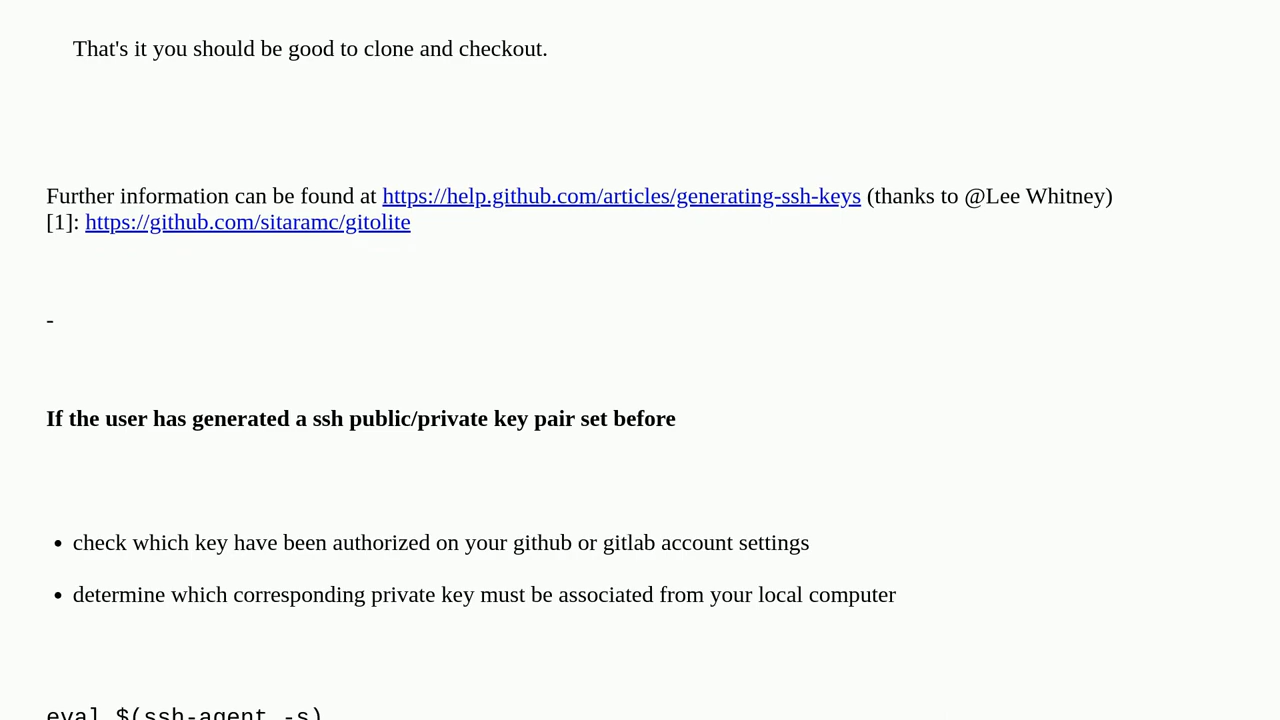 That's it you should be good to clone and checkout.
Further information can be found at https://help.github.com/articles/generating-ssh-keys (thanks to @Lee Whitney)
[1]: https://github.com/sitaramc/gitolite
-
If the user has generated a ssh public/private key pair set before
• check which key have been authorized on your github or gitlab account settings
• determine which corresponding private key must be associated from your local computer
eval $(ssh-agent -s)